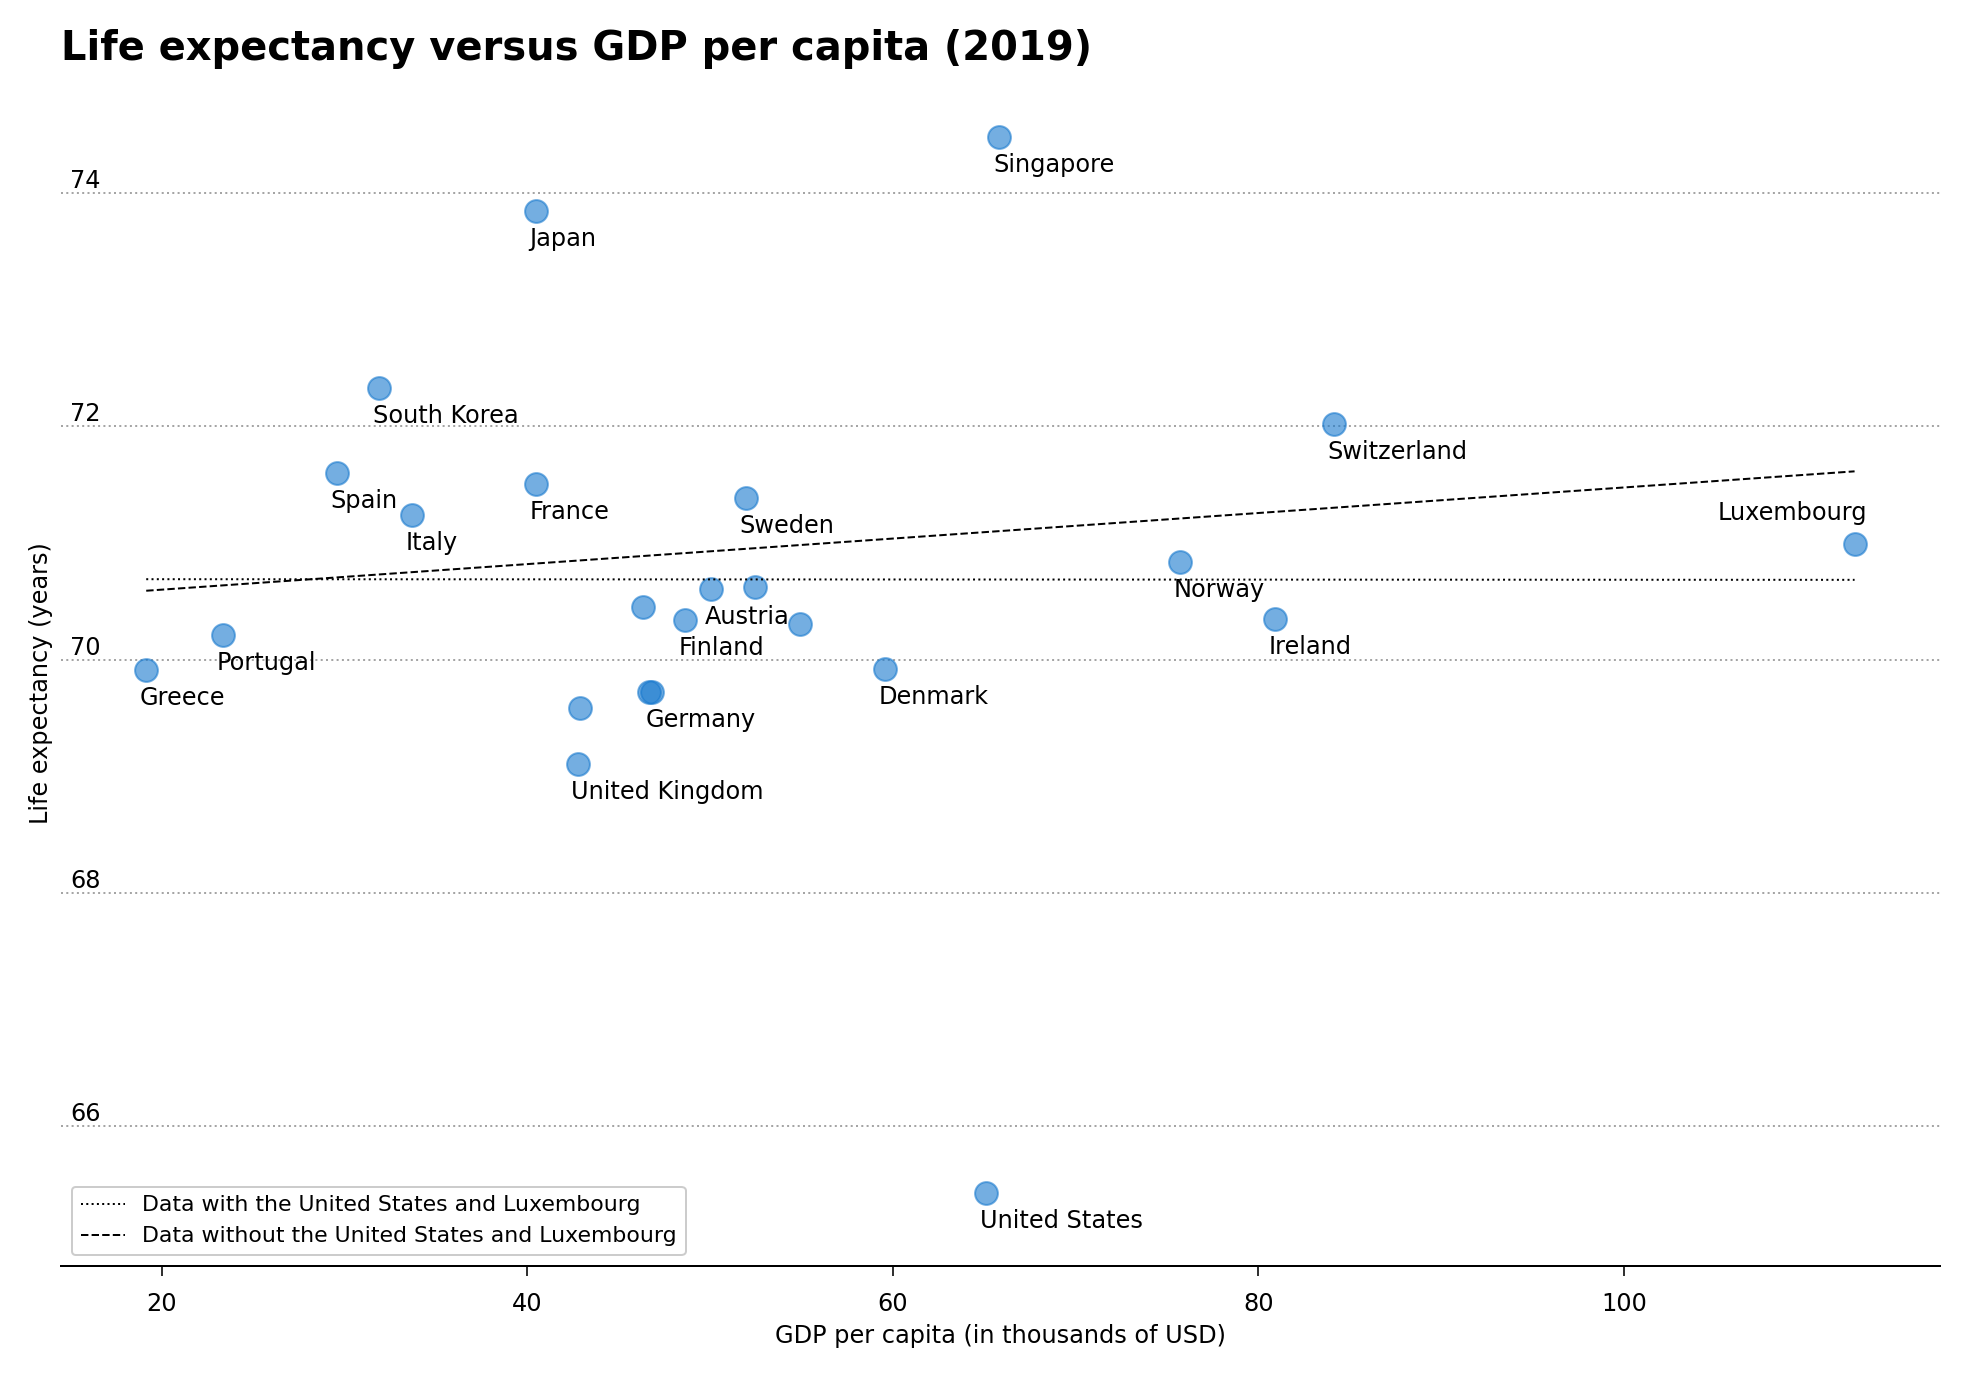 Life expectancy versus GDP per capita (2019)
Singapore
74
Japan
72
South Korea
Switzerland
Spain
France
Luxembourg
Sweden
Italy
Norway
Austria
70
Finland
Ireland
Portugal
Greece
Denmark
Germany
Life expectancy (years)
United Kingdom
68
66
United States
Data with the United States and Luxembourg
Data without the United States and Luxembourg
20 40 60 80 100
GDP per capita (in thousands of USD)